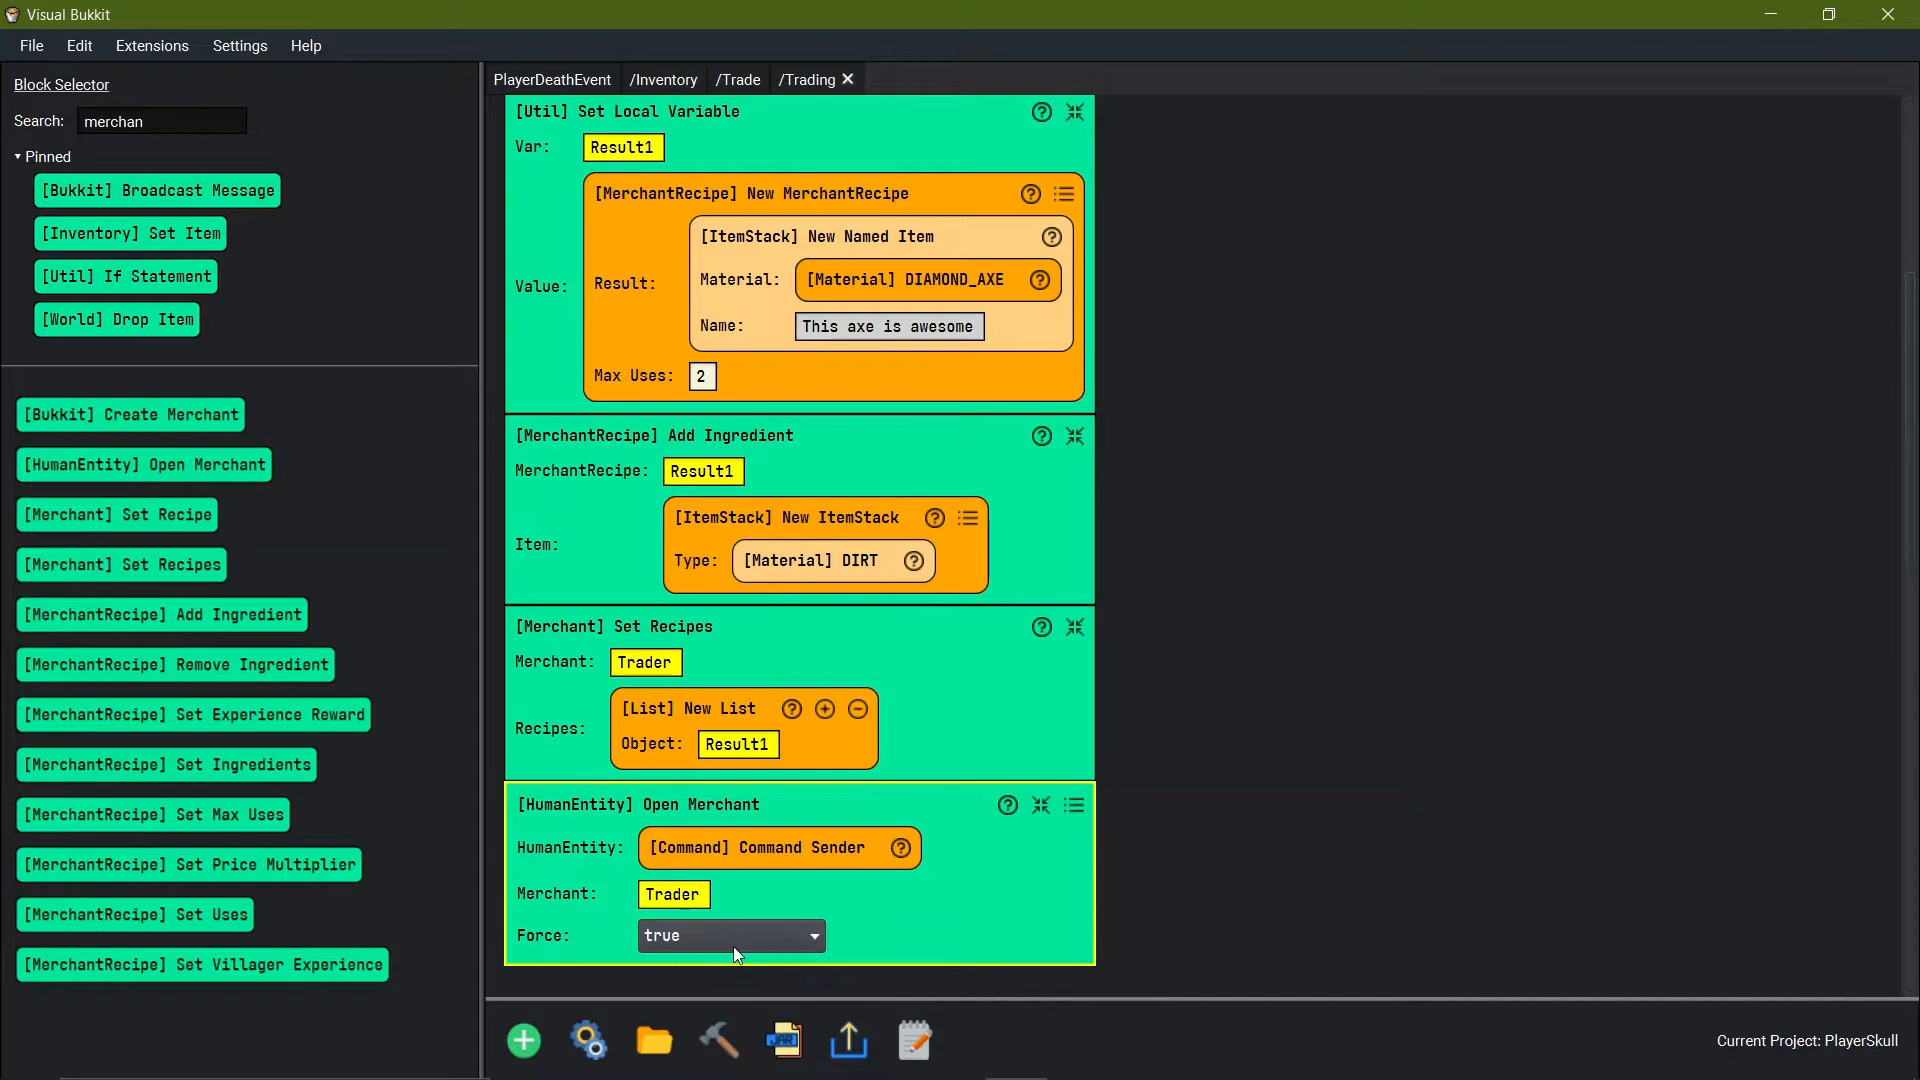 Visual Bukkit
File Edit Extensions Settings Help
Block Selector
Search: merchan
Pinned
[Bukkit] Broadcast Message
[Inventory] Set Item
[Util] If Statement
[World] Drop Item
[Bukkit] Create Merchant
[HumanEntity] Open Merchant
[Merchant] Set Recipe
[Merchant] Set Recipes
[MerchantRecipe] Add Ingredient
[MerchantRecipe] Remove Ingredient
[MerchantRecipe] Set Experience Reward
[MerchantRecipe] Set Ingredients
[MerchantRecipe] Set Max Uses
[MerchantRecipe] Set Price Multiplier
[MerchantRecipe] Set Uses
[MerchantRecipe] Set Villager Experience
PlayerDeathEvent /Inventory /Trade /Trading
[Util] Set Local Variable
Var: Result1
[MerchantRecipe] New MerchantRecipe
[ItemStack] New Named Item
Material: [Material] DIAMOND_AXE
Value: Result:
Name: This axe is awesome
Max Uses: 2
[MerchantRecipe] Add Ingredient
MerchantRecipe: Result1
[ItemStack] New ItemStack
Item:
Type: [Material] DIRT
[Merchant] Set Recipes
Merchant: Trader
[List] New List
Recipes:
Object: Result1
[HumanEntity] Open Merchant
HumanEntity: [Command] Command Sender
Merchant: Trader
Force: true
JAR
Current Project: PlayerSkull